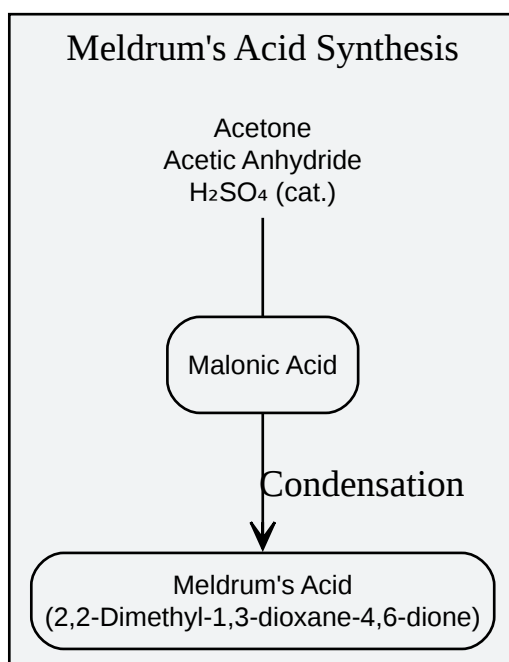 Meldrum's Acid Synthesis
Acetone
Acetic Anhydride
H₂SO₄ (cat.)
Malonic Acid
Condensation
Meldrum's Acid
(2,2-Dimethyl-1,3-dioxane-4,6-dione)